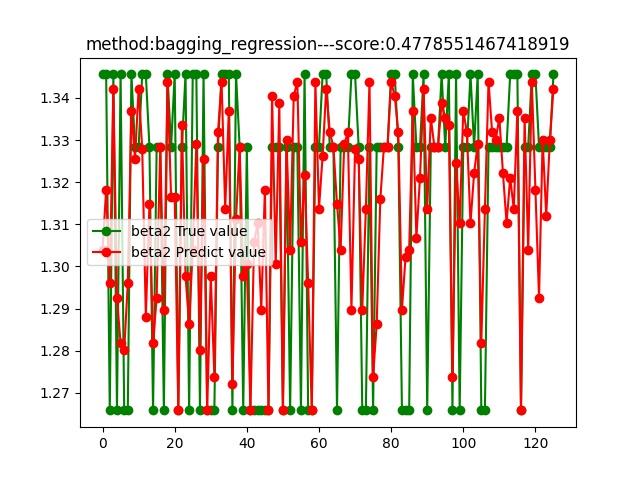 method:bagging_regression---score:0.4778551467418919
1.34
1.33
1.32
1.31
1.30
1.29
1.28
1.27
beta2 True value
beta2 Predict value
0 20 40 60 80 100 120